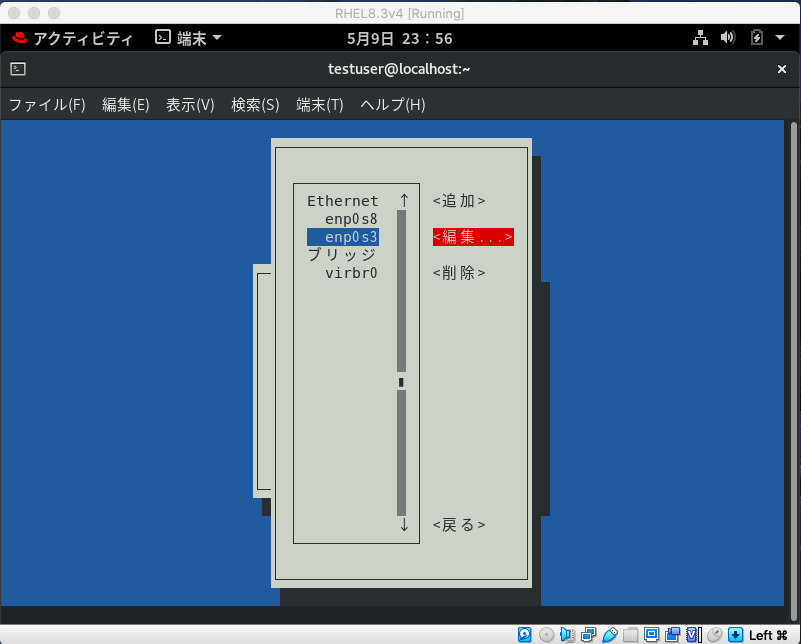 RHEL8.3v4 [Running]
アクティビティ 端末 5月9日 23：56
testuser@localhost:~
ファイル(F) 編集(E) 表示(V) 検索(S) 端末(T) ヘルプ(H)
Ethernet ↑ <追加>
enp0s8
enp0s3 <編集...>
ブリッジ
virbr0 <削除>
↓ <戻る>
Left ⌘